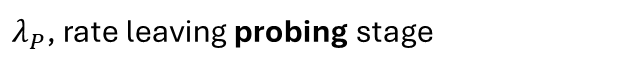 λ_P, rate leaving probing stage